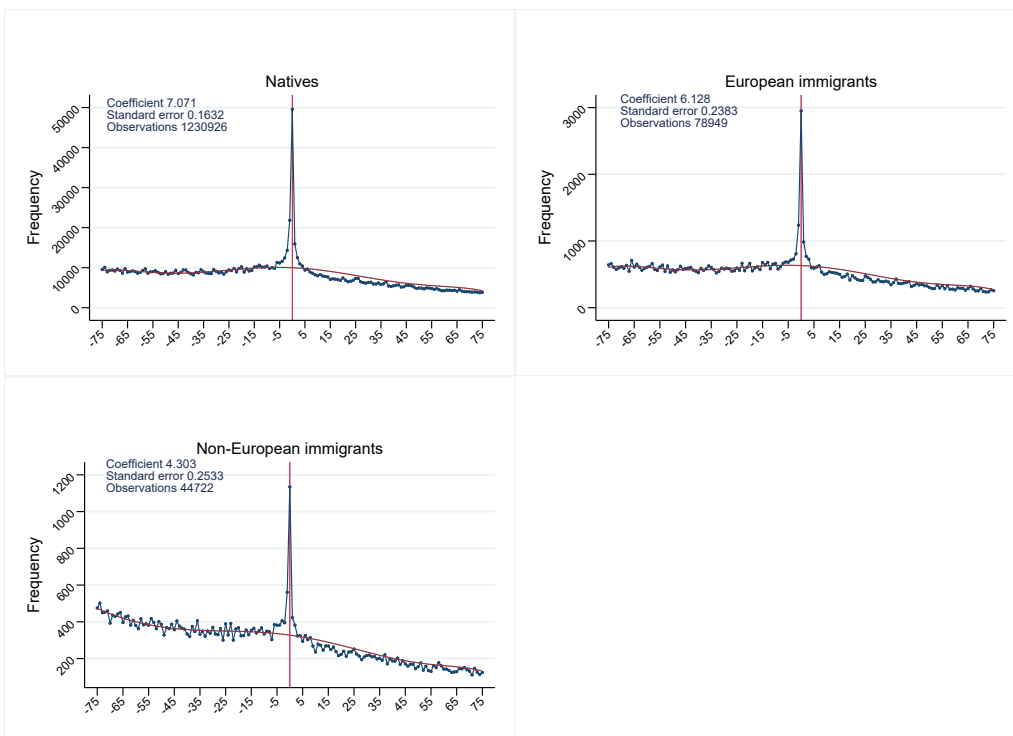 Natives
Coefficient 7.071
Standard error 0.1632
Observations 1230926
Frequency
50000
40000
30000
20000
10000
0
-75 -65 -55 -45 -35 -25 -15 -5 5 15 25 35 45 55 65 75
European immigrants
Coefficient 6.128
Standard error 0.2383
Observations 78949
Frequency
3000
2000
1000
0
-75 -65 -55 -45 -35 -25 -15 -5 5 15 25 35 45 55 65 75
Non-European immigrants
Coefficient 4.303
Standard error 0.2533
Observations 44722
Frequency
1200
1000
800
600
400
200
-75 -65 -55 -45 -35 -25 -15 -5 5 15 25 35 45 55 65 75